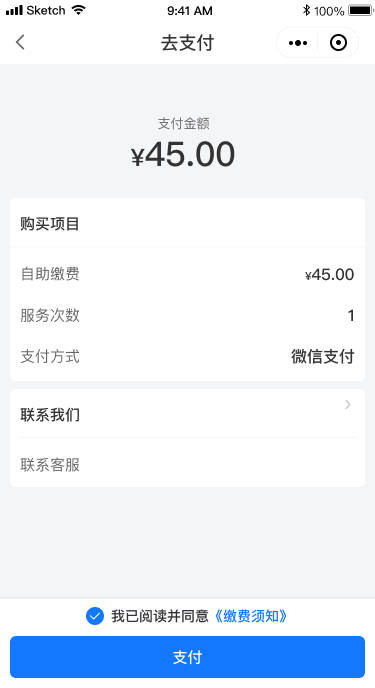 Sketch 9:41 AM 100%
去支付
支付金额
¥45.00
购买项目
自助缴费 ¥45.00
服务次数 1
支付方式 微信支付
联系我们
联系客服
我已阅读并同意《缴费须知》
支付